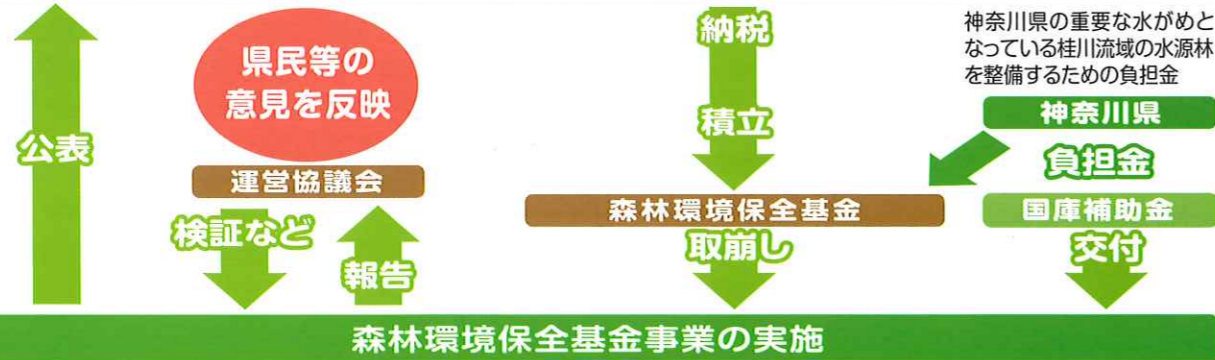 公表
県民等の
意見を反映
運営協議会
検証など
報告
納税
積立
森林環境保全基金
取崩し
神奈川県の重要な水がめと
なっている桂川流域の水源林
を整備するための負担金
神奈川県
負担金
国庫補助金
交付
森林環境保全基金事業の実施